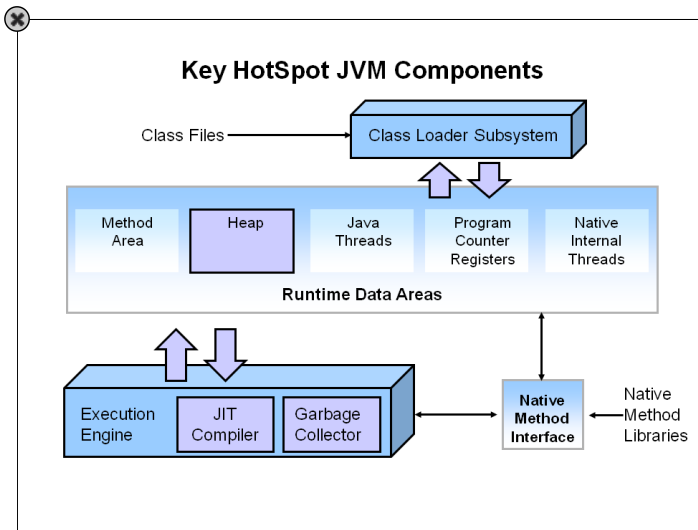 Key HotSpot JVM Components
Class Files
Class Loader Subsystem
Method
Area
Heap
Java
Threads
Program
Counter
Registers
Native
Internal
Threads
Runtime Data Areas
Execution
Engine
JIT
Compiler
Garbage
Collector
Native
Method
Interface
Native
Method
Libraries